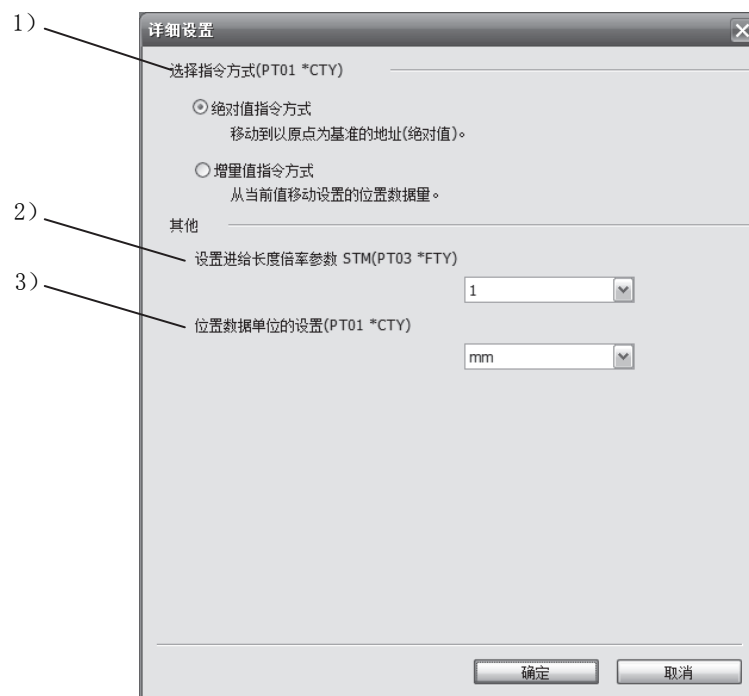 1)
详细设置
选择指令方式(PT01 *CTY)
绝对值指令方式
移动到以原点为基准的地址(绝对值)。
增量值指令方式
从当前值移动设置的位置数据量。
2)
其他
设置进给长度倍率参数 STM(PT03 *FTY)
3)
1
位置数据单位的设置(PT01 *CTY)
mm
确定
取消